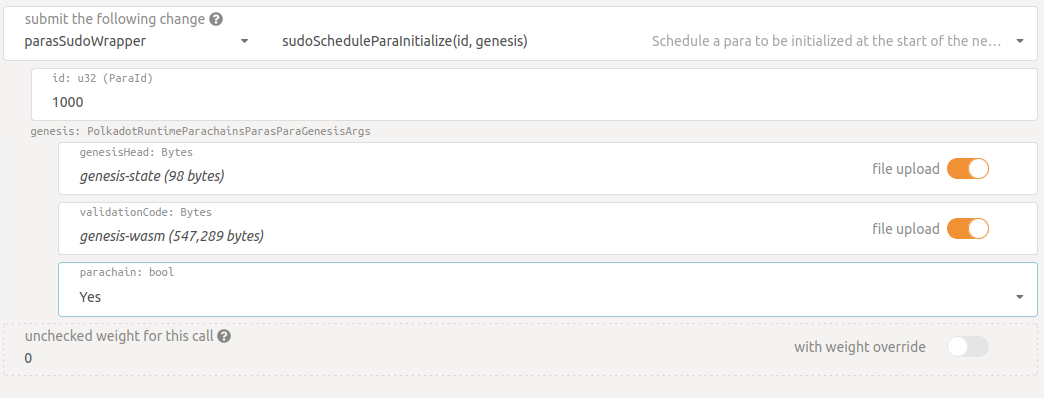 submit the following change ?
parasSudoWrapper sudoScheduleParaInitialize(id, genesis) Schedule a para to be initialized at the start of the ne…
id: u32 (ParaId)
1000
genesis: PolkadotRuntimeParachainsParasParaGenesisArgs
genesisHead: Bytes
genesis-state (98 bytes) file upload
validationCode: Bytes
genesis-wasm (547,289 bytes) file upload
parachain: bool
Yes
unchecked weight for this call ?
0 with weight override